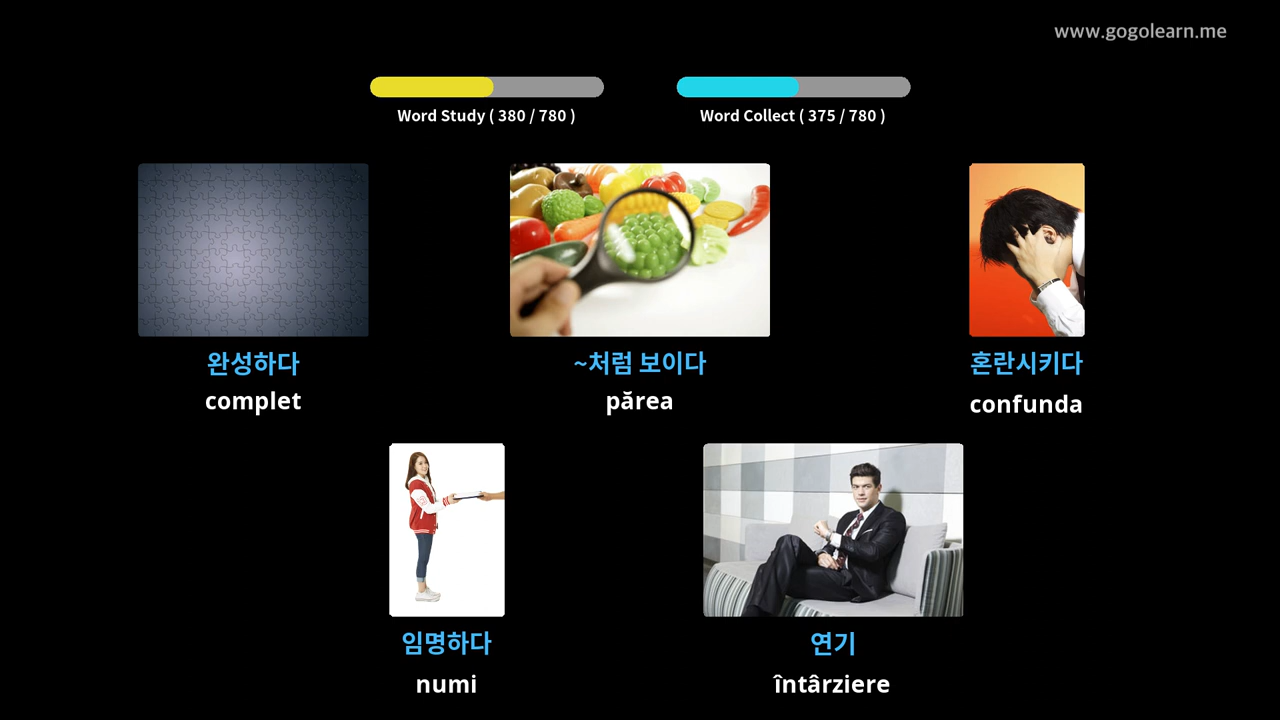 www.gogolearn.me
Word Study ( 380 / 780 )
Word Collect ( 375 / 780 )
완성하다
complet
~처럼 보이다
părea
혼란시키다
confunda
임명하다
numi
연기
întârziere